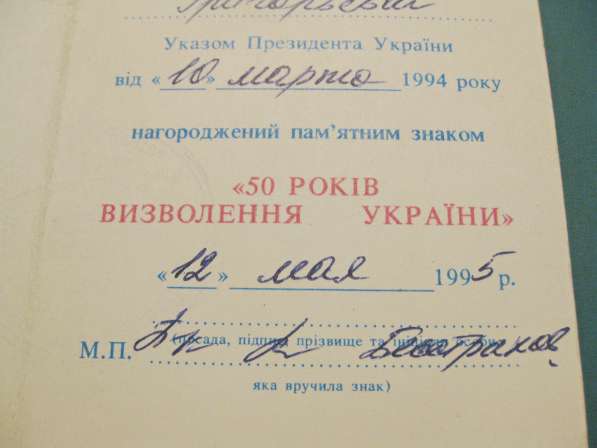 Указом Президента України
від «10» марта 1994 року
нагороджений пам'ятним знаком
«50 РОКІВ
ВИЗВОЛЕННЯ УКРАЇНИ»
«12» мая 1995 р.
(посада, підпис, прізвище та ініціали особи,
М.П.
яка вручила знак)